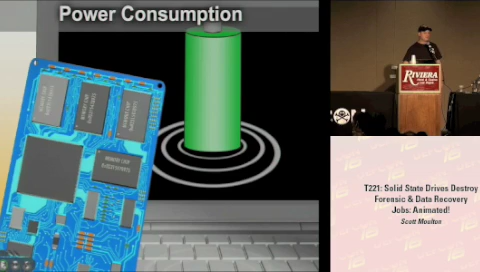 Power Consumption
RIVIERA
T221: Solid State Drives Destroy
Forensic & Data Recovery
Jobs: Animated!
Scott Moulton